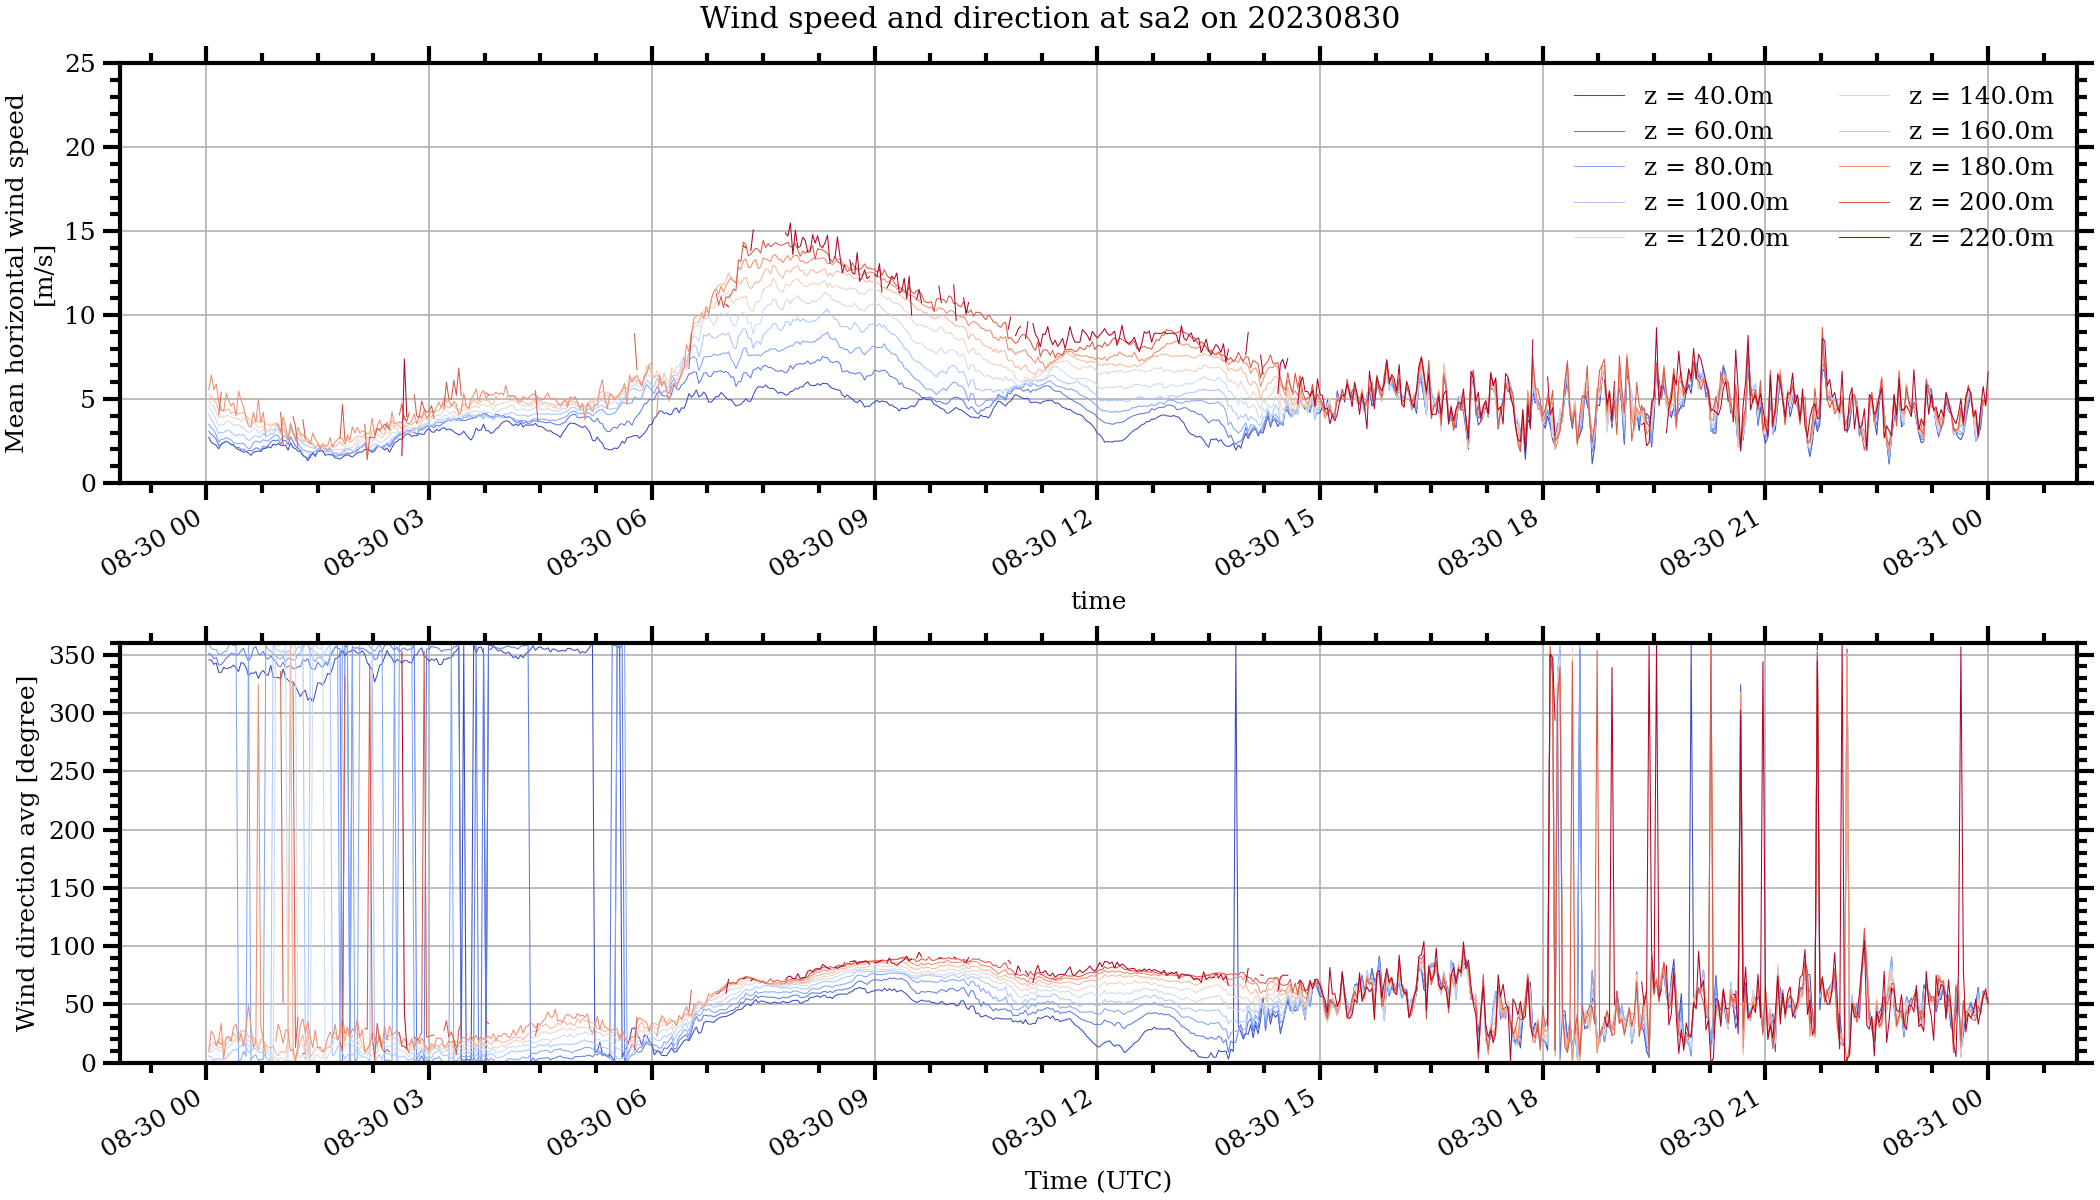 Wind speed and direction at sa2 on 20230830
Mean horizontal wind speed
[m/s]
25
20
15
10
5
0
z = 40.0m
z = 60.0m
z = 80.0m
z = 100.0m
z = 120.0m
z = 140.0m
z = 160.0m
z = 180.0m
z = 200.0m
z = 220.0m
08-30 00
08-30 03
08-30 06
08-30 09
08-30 12
08-30 15
08-30 18
08-30 21
08-31 00
time
Wind direction avg [degree]
350
300
250
200
150
100
50
0
08-30 00
08-30 03
08-30 06
08-30 09
08-30 12
08-30 15
08-30 18
08-30 21
08-31 00
Time (UTC)